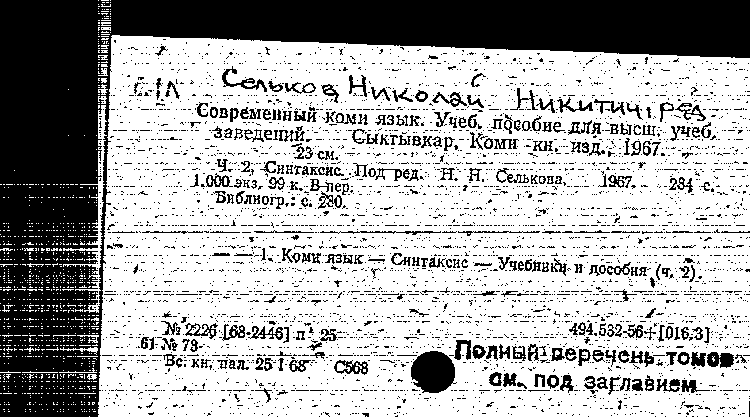 Сельков Николай Никитич, ред.
Современный коми язык. Учеб. пособие для высш. учеб.
заведений. Сыктывкар, Коми кн. изд., 1967.
23 см.
Ч. 2. Синтаксис. Под ред. Н. Н. Селькова. 1967. 284 с.
1.000 экз. 99 к. В пер.
Библиогр.: с. 280.
— — 1. Коми язык — Синтаксис — Учебники и пособия (ч. 2).
№ 2226 [68-2446] п 25 494.532-56+[016.3]
61 № 78
Вс. кн. пал. 25 I 68 С568
Полный перечень томов
см. под заглавием